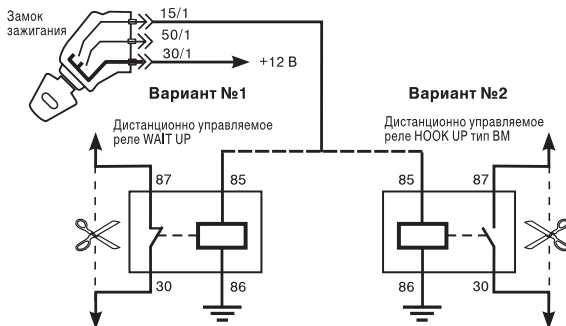 Замок
зажигания
15/1
50/1
30/1
+12 В
Вариант №1
Дистанционно управляемое
реле WAIT UP
87
85
30
86
Вариант №2
Дистанционно управляемое
реле HOOK UP тип ВМ
85
87
86
30